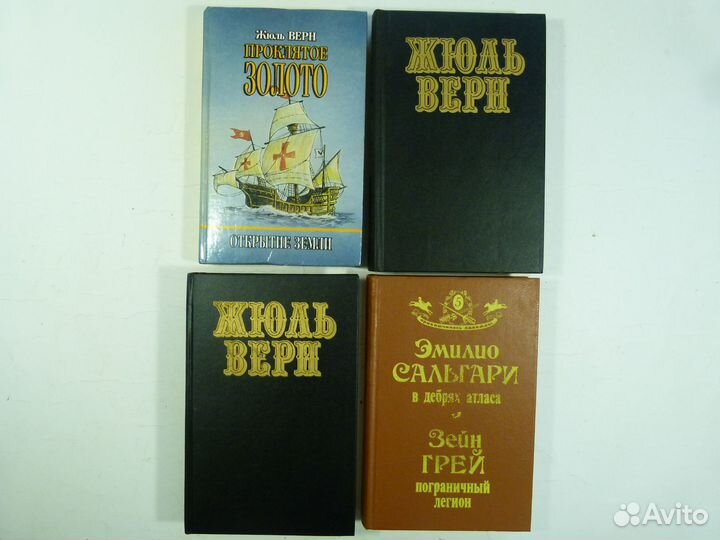 Жюль ВЕРН
ПРОКЛЯТОЕ
ЗОЛОТО
ОТКРЫТИЕ ЗЕМЛИ
ЖЮЛЬ
ВЕРН
ЖЮЛЬ
ВЕРН
5
Эмилио
САЛЬГАРИ
в дебрях атласа
Зейн
ГРЕЙ
пограничный
легион
Avito